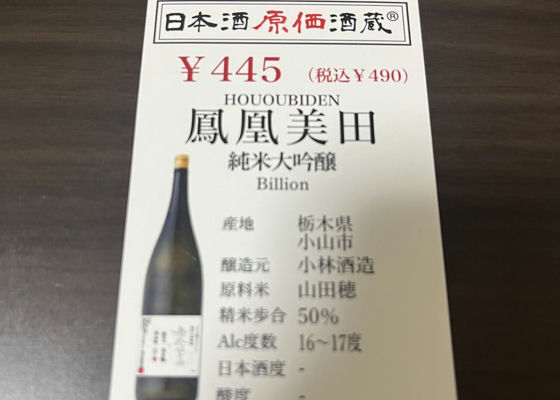 日本酒原価酒蔵®
￥445 （税込￥490）
HOUOUBIDEN
鳳凰美田
純米大吟醸
Billion
産地 栃木県
小山市
醸造元 小林酒造
原料米 山田穂
精米歩合 50%
Alc度数 16～17度
日本酒度 -
酸度 -